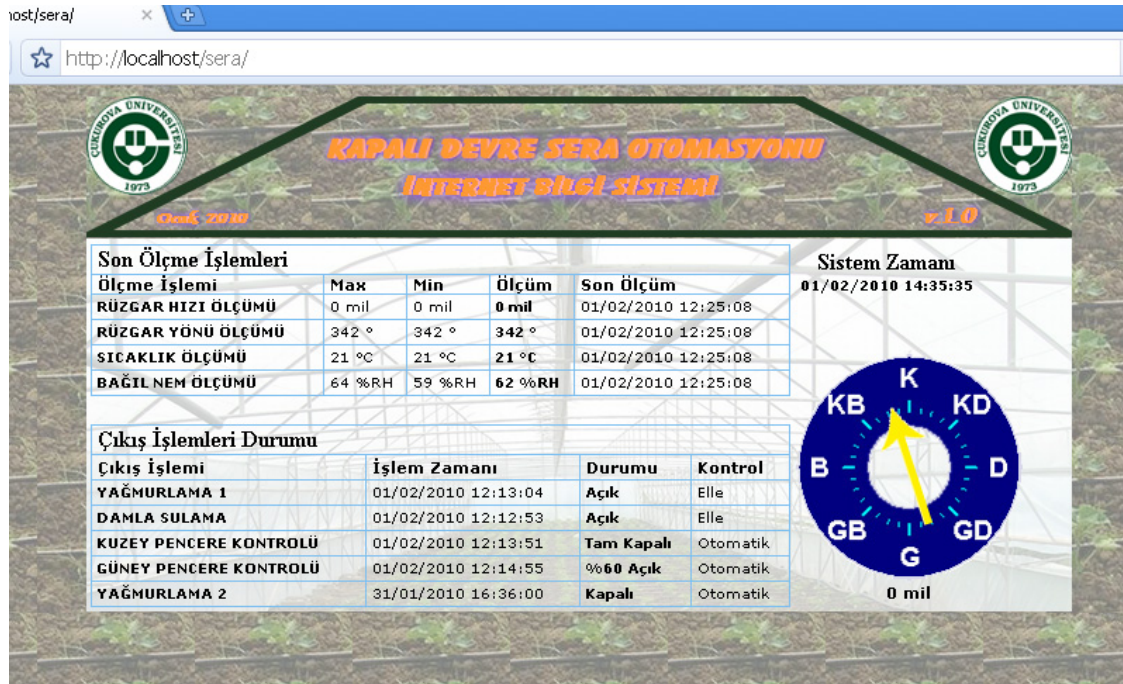 host/sera/
http://localhost/sera/
ÇUKUROVA ÜNİVERSİTESİ
1973
KAPALI DEVRE SERA OTOMASYONU
İNTERNET BİLGİ SİSTEMİ
Ocak 2010
v.1.0
ÇUKUROVA ÜNİVERSİTESİ
1973
Son Ölçme İşlemleri
Ölçme İşlemi Max Min Ölçüm Son Ölçüm
RÜZGAR HIZI ÖLÇÜMÜ 0 mil 0 mil 0 mil 01/02/2010 12:25:08
RÜZGAR YÖNÜ ÖLÇÜMÜ 342 ° 342 ° 342 ° 01/02/2010 12:25:08
SICAKLIK ÖLÇÜMÜ 21 °C 21 °C 21 °C 01/02/2010 12:25:08
BAĞIL NEM ÖLÇÜMÜ 64 %RH 59 %RH 62 %RH 01/02/2010 12:25:08
Çıkış İşlemleri Durumu
Çıkış İşlemi İşlem Zamanı Durumu Kontrol
YAĞMURLAMA 1 01/02/2010 12:13:04 Açık Elle
DAMLA SULAMA 01/02/2010 12:12:53 Açık Elle
KUZEY PENCERE KONTROLÜ 01/02/2010 12:13:51 Tam Kapalı Otomatik
GÜNEY PENCERE KONTROLÜ 01/02/2010 12:14:55 %60 Açık Otomatik
YAĞMURLAMA 2 31/01/2010 16:36:00 Kapalı Otomatik
Sistem Zamanı
01/02/2010 14:35:35
K
KB KD
B D
GB GD
G
0 mil